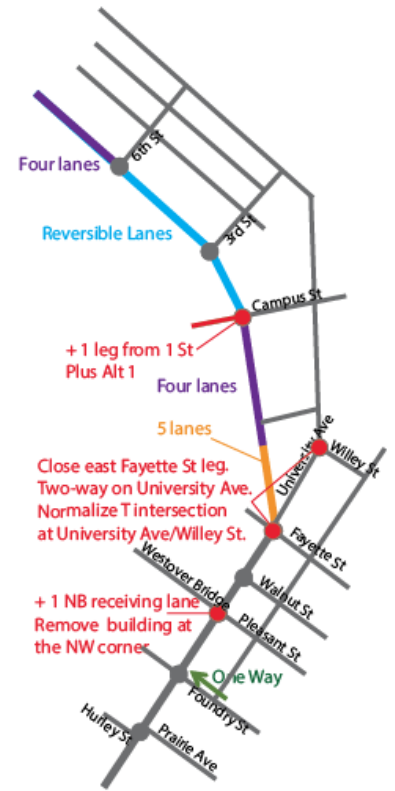 6th St
Four lanes
Reversible Lanes
3rd St
Campus St
+ 1 leg from 1 St
Plus Alt 1
Four lanes
5 lanes
University Ave
Willey St
Close east Fayette St leg.
Two-way on University Ave.
Normalize T intersection
at University Ave/Willey St.
Fayette St
Westover Bridge
Walnut St
+ 1 NB receiving lane
Remove building at
the NW corner
Pleasant St
One Way
Foundry St
Hurley St
Prairie Ave